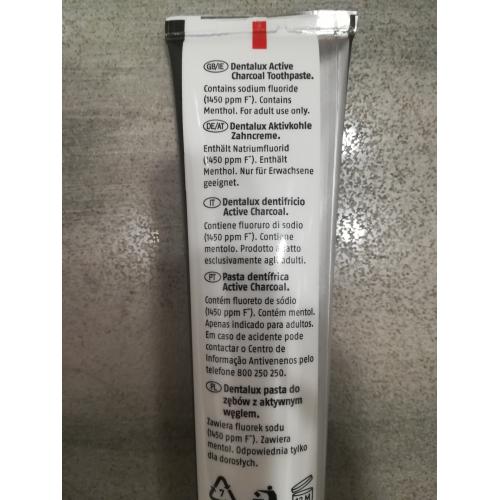 GB/IE Dentalux Active
Charcoal Toothpaste.
Contains sodium fluoride
(1450 ppm F⁻). Contains
Menthol. For adult use only.
DE/AT Dentalux Aktivkohle
Zahncreme.
Enthält Natriumfluorid
(1450 ppm F⁻). Enthält
Menthol. Nur für Erwachsene
geeignet.
IT Dentalux dentifricio
Active Charcoal.
Contiene fluoruro di sodio
(1450 ppm F⁻). Contiene
mentolo. Prodotto adatto
esclusivamente agli adulti.
PT Pasta dentífrica
Active Charcoal.
Contém fluoreto de sódio
(1450 ppm F⁻). Contém mentol.
Apenas indicado para adultos.
Em caso de acidente pode
contactar o Centro de
Informação Antivenenos pelo
telefone 800 250 250.
PL Dentalux pasta do
zębów z aktywnym
węglem.
Zawiera fluorek sodu
(1450 ppm F⁻). Zawiera
mentol. Odpowiednia tylko
dla dorosłych.
7
12 M